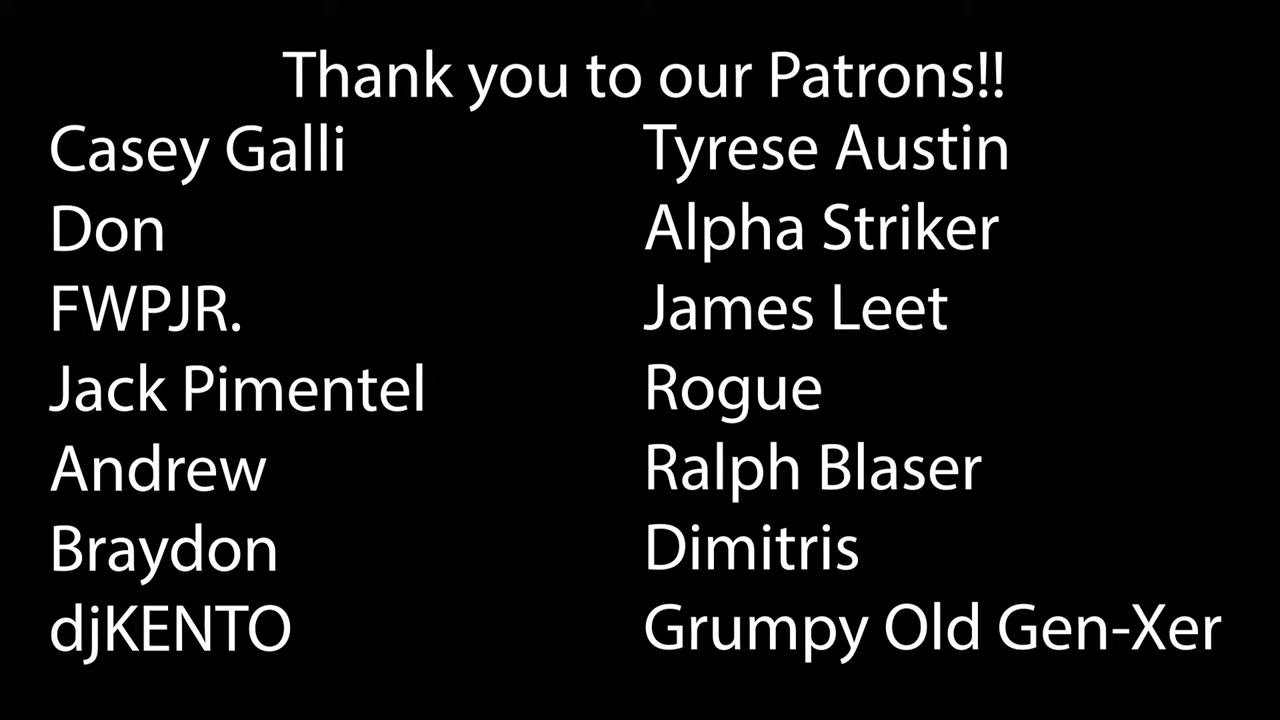 Thank you to our Patrons!!
Casey Galli
Don
FWPJR.
Jack Pimentel
Andrew
Braydon
djKENTO
Tyrese Austin
Alpha Striker
James Leet
Rogue
Ralph Blaser
Dimitris
Grumpy Old Gen-Xer